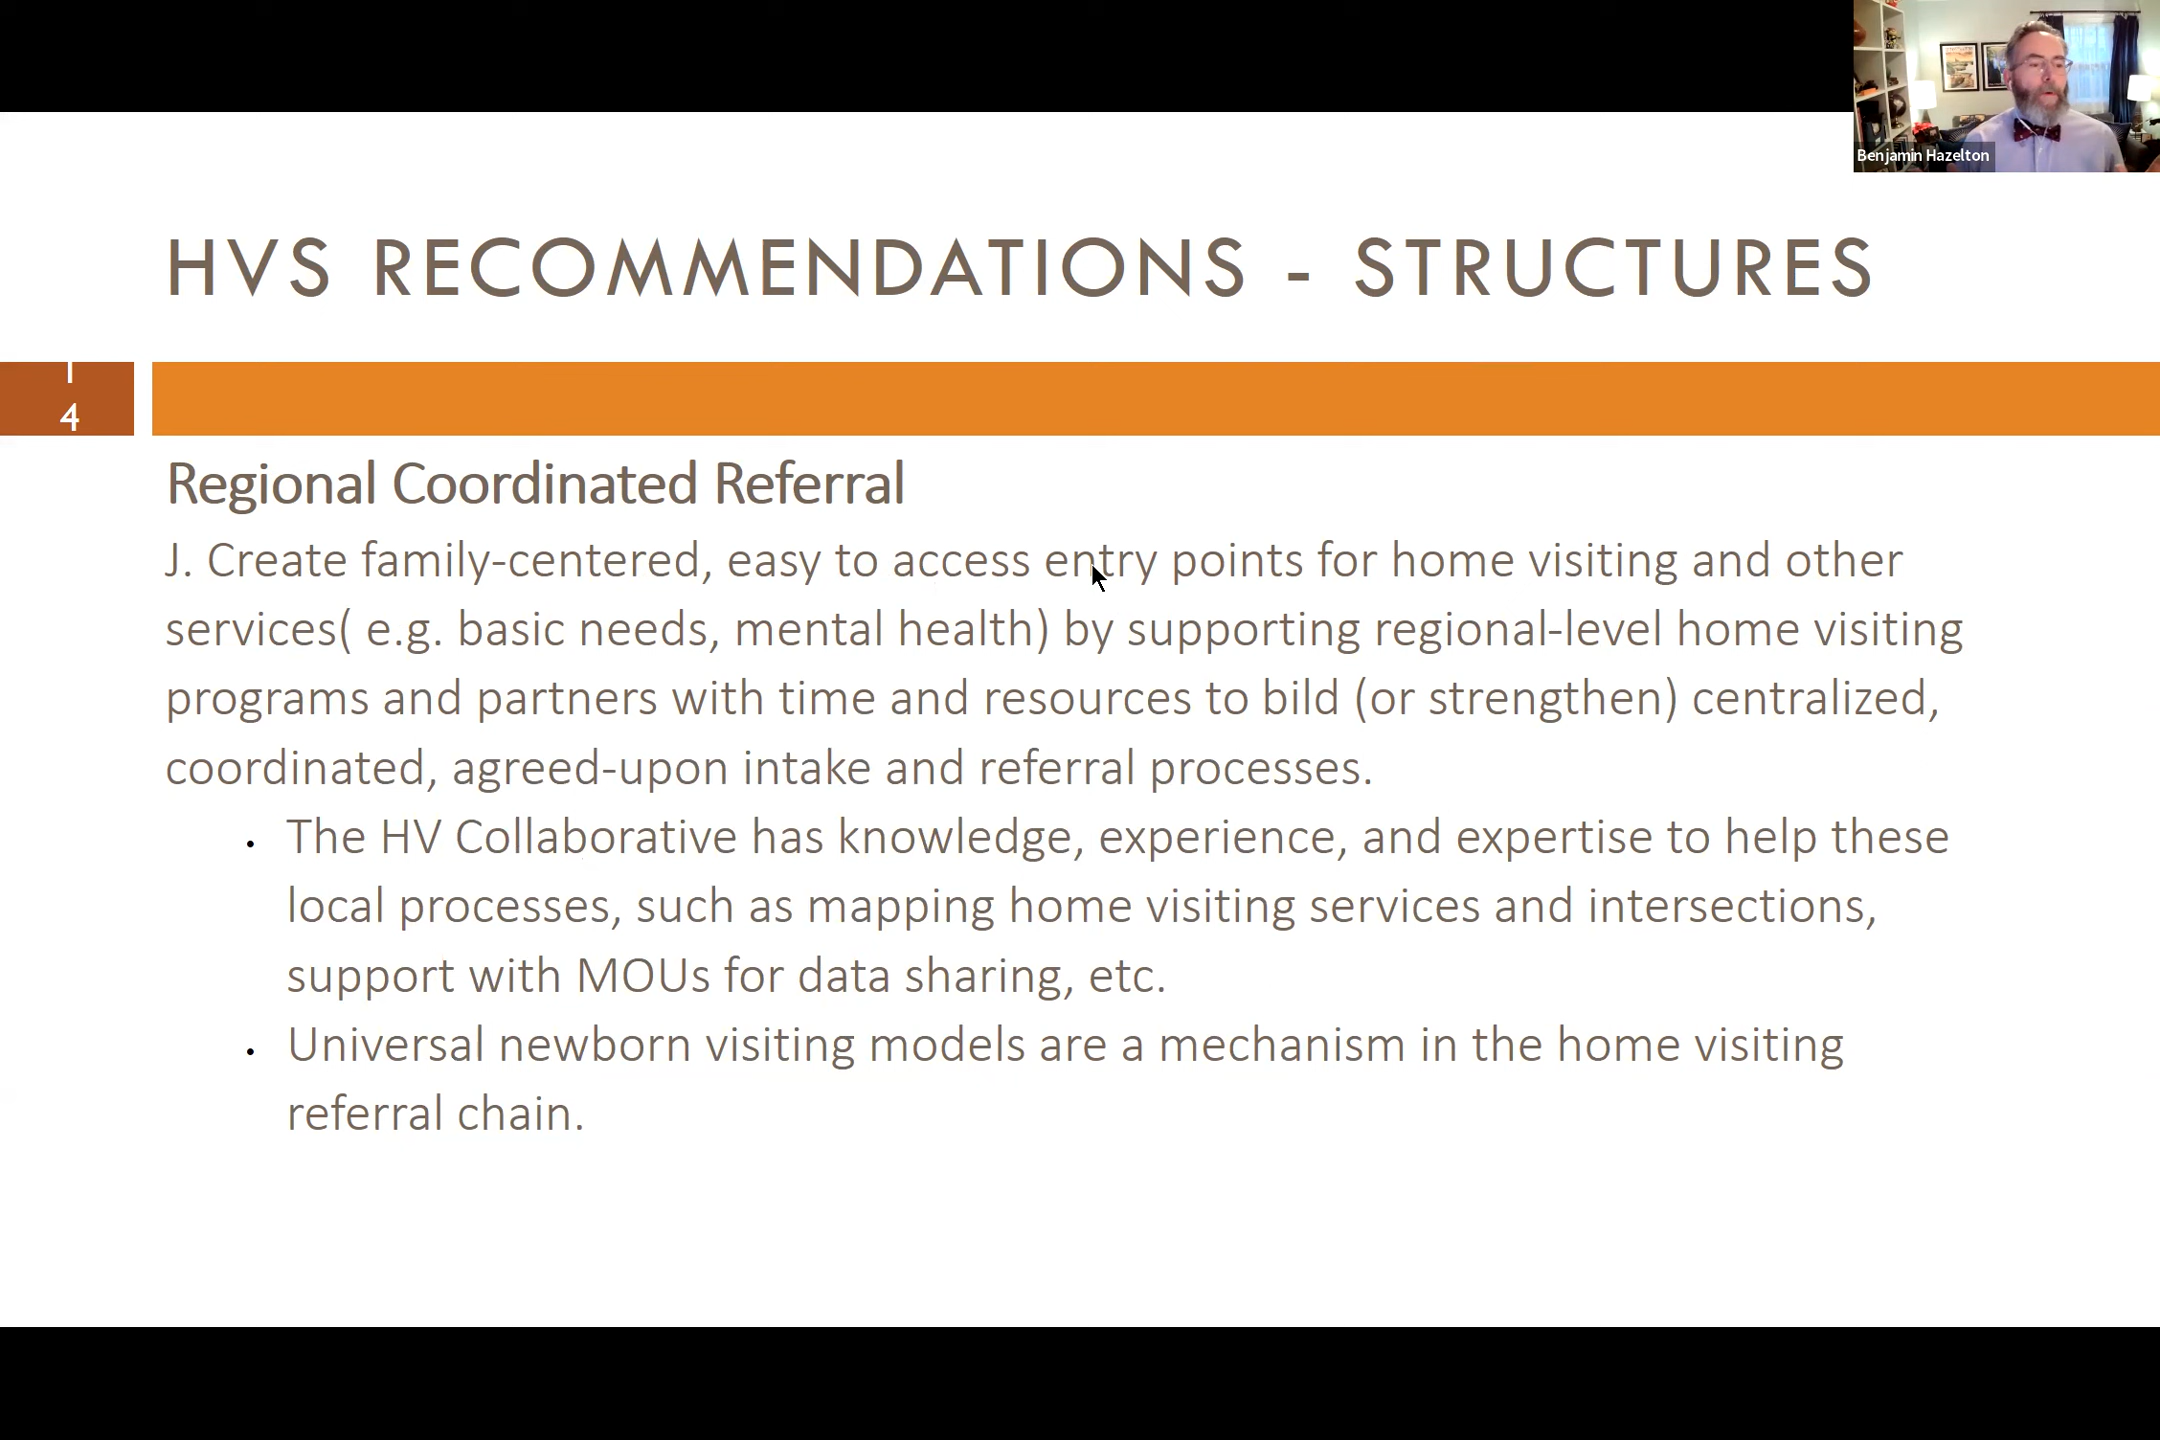 Benjamin Hazelton
HVS RECOMMENDATIONS - STRUCTURES
1
4
Regional Coordinated Referral
J. Create family-centered, easy to access entry points for home visiting and other
services( e.g. basic needs, mental health) by supporting regional-level home visiting
programs and partners with time and resources to bild (or strengthen) centralized,
coordinated, agreed-upon intake and referral processes.
• The HV Collaborative has knowledge, experience, and expertise to help these
local processes, such as mapping home visiting services and intersections,
support with MOUs for data sharing, etc.
• Universal newborn visiting models are a mechanism in the home visiting
referral chain.